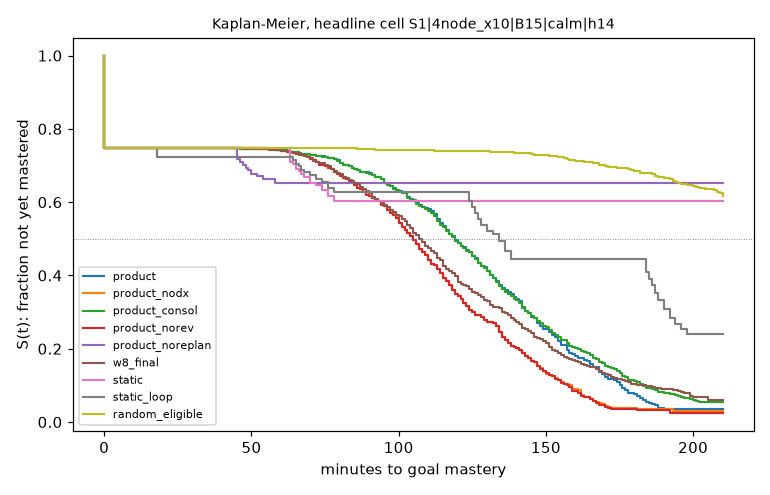 Kaplan-Meier, headline cell S1|4node_x10|B15|calm|h14
S(t): fraction not yet mastered
1.0
0.8
0.6
0.4
0.2
0.0
product
product_nodx
product_consol
product_norev
product_noreplan
w8_final
static
static_loop
random_eligible
0
50
100
150
200
minutes to goal mastery